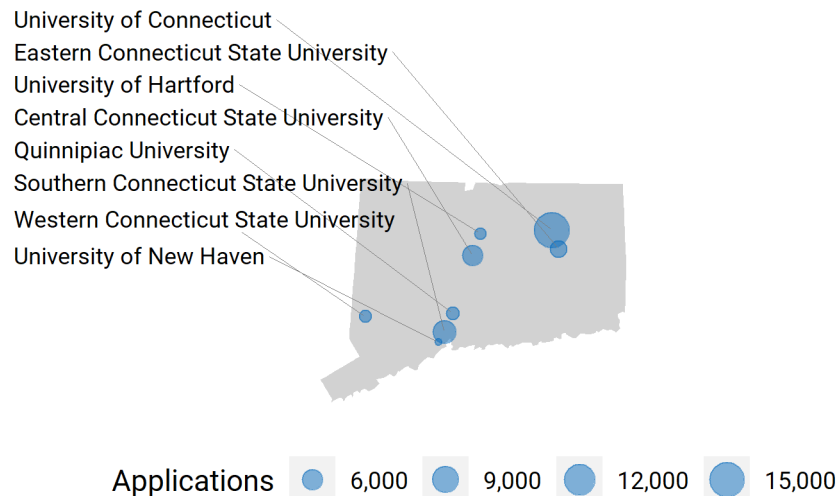 University of Connecticut
Eastern Connecticut State University
University of Hartford
Central Connecticut State University
Quinnipiac University
Southern Connecticut State University
Western Connecticut State University
University of New Haven
Applications 6,000 9,000 12,000 15,000